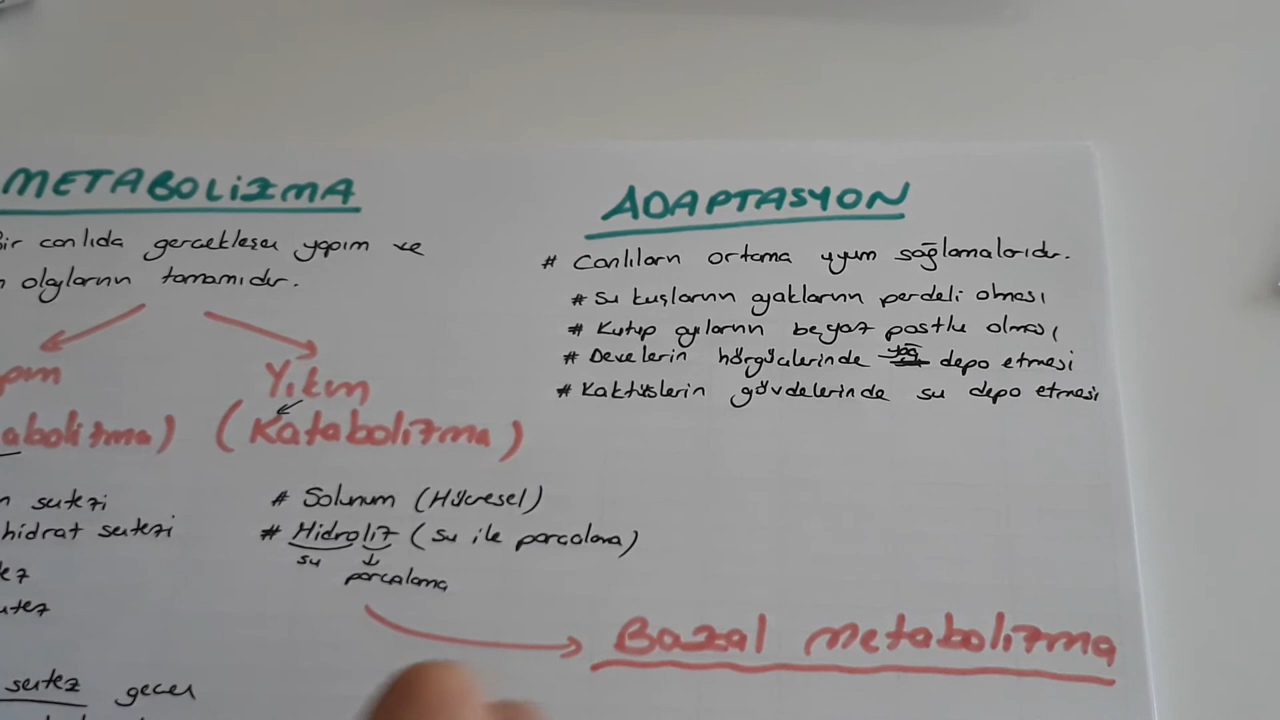 METABOLİZMA
Bir canlıda gerçekleşen yapım ve
olayların tamamıdır.
Yıkım
abolizma) (Katabolizma)
# Solunum (Hücresel)
# Hidroliz (su ile parçalama)
su parçalama
sentezi
hidrat sentezi
sentez geçer
ADAPTASYON
# Canlıların ortama uyum sağlamalarıdır.
# Su kuşlarının ayaklarının perdeli olması
# Kutup ayılarının beyaz postlu olması
# Develerin hörgüçlerinde yağ depo etmesi
# Kaktüslerin gövdelerinde su depo etmesi
Bazal metabolizma